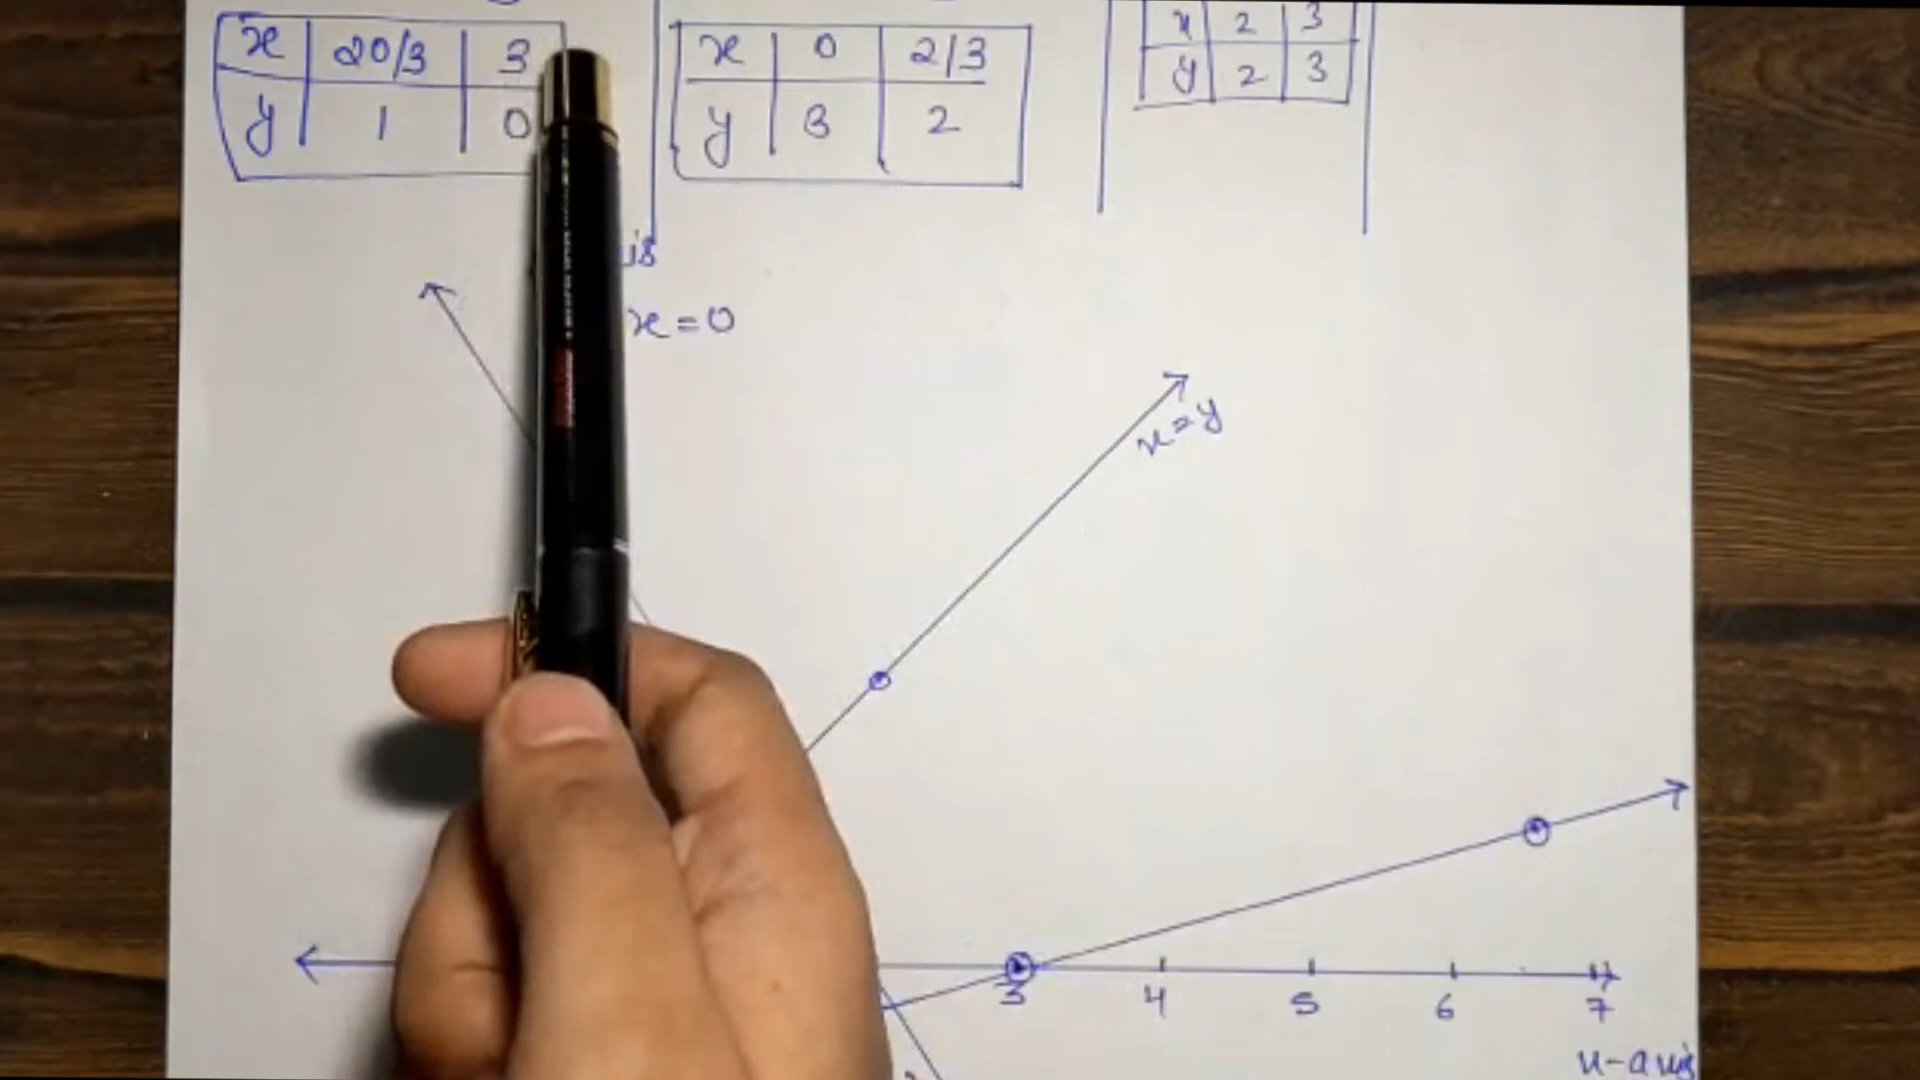 x | 20/3 | 3
y | 1 | 0
x | 0 | 2/3
y | 3 | 2
x | 2 | 3
y | 2 | 3
is
x = 0
x = y
3 4 5 6 7
x-axis